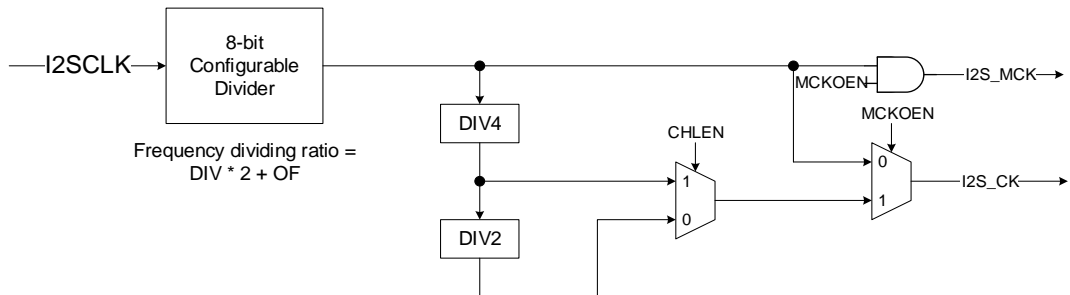 I2SCLK
8-bit
Configurable
Divider
Frequency dividing ratio =
DIV * 2 + OF
DIV4
DIV2
CHLEN
1
0
MCKOEN
I2S_MCK
MCKOEN
0
1
I2S_CK